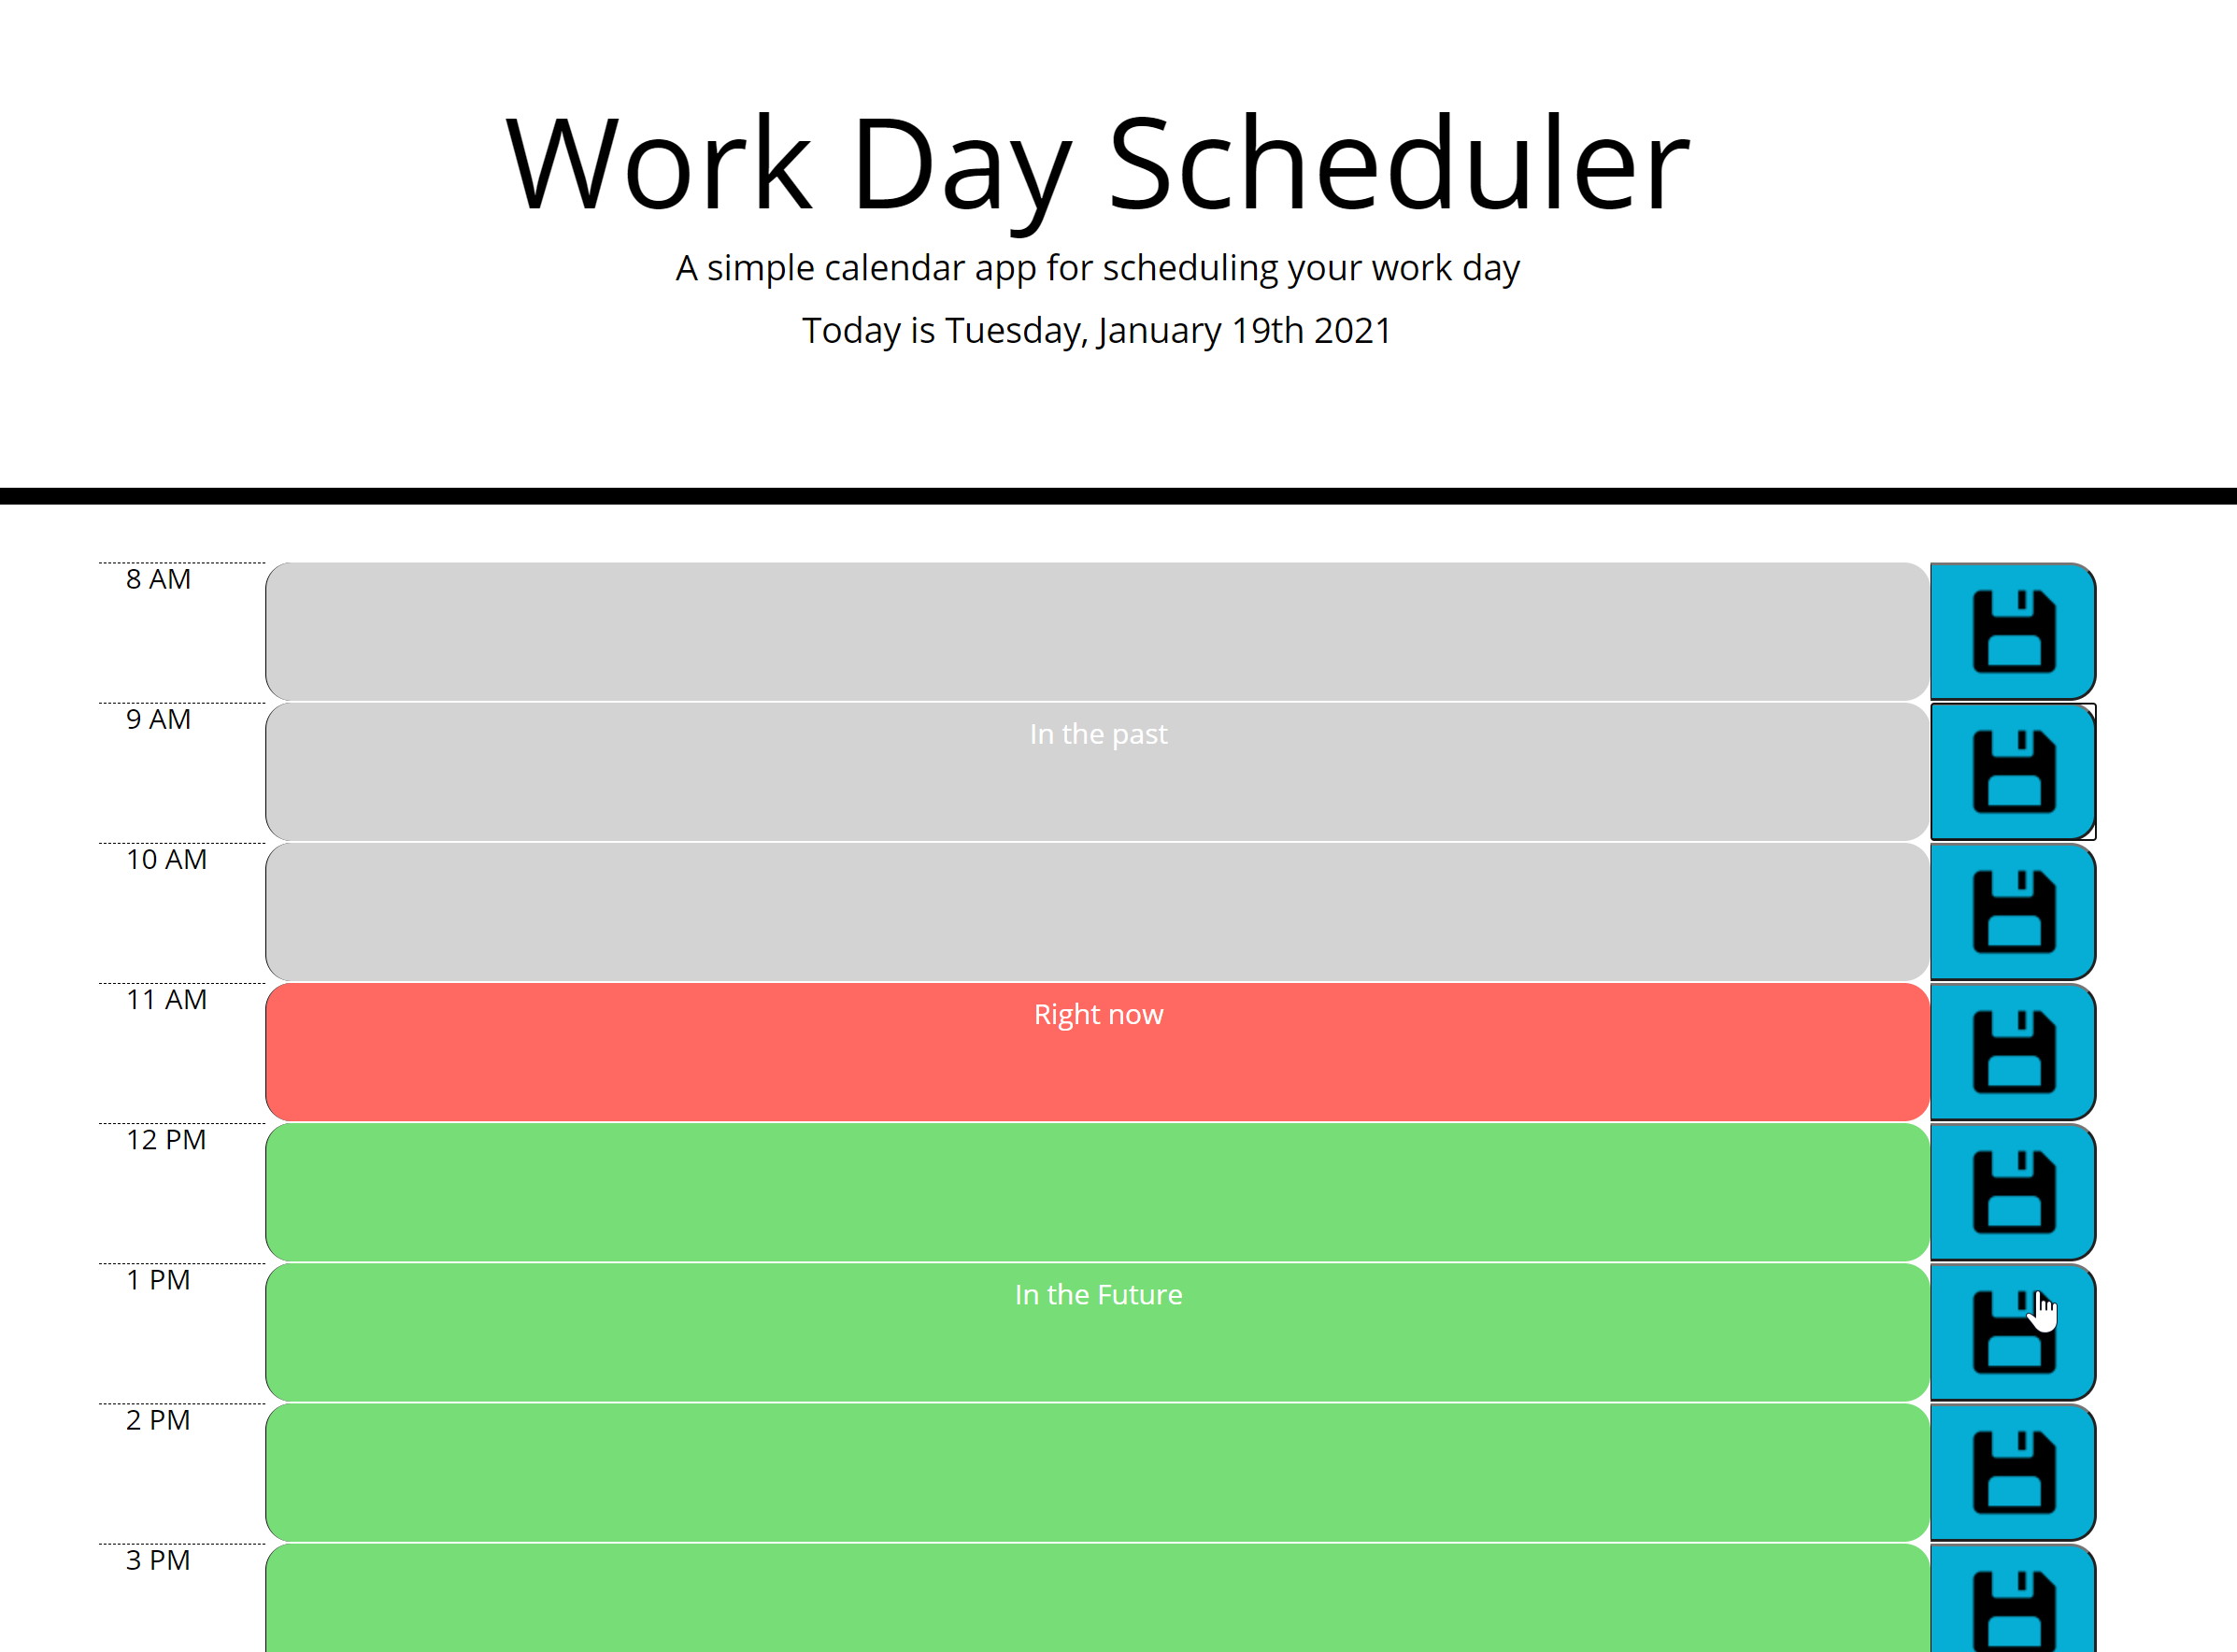 Work Day Scheduler
A simple calendar app for scheduling your work day
Today is Tuesday, January 19th 2021
8 AM
9 AM In the past
10 AM
11 AM Right now
12 PM
1 PM In the Future
2 PM
3 PM